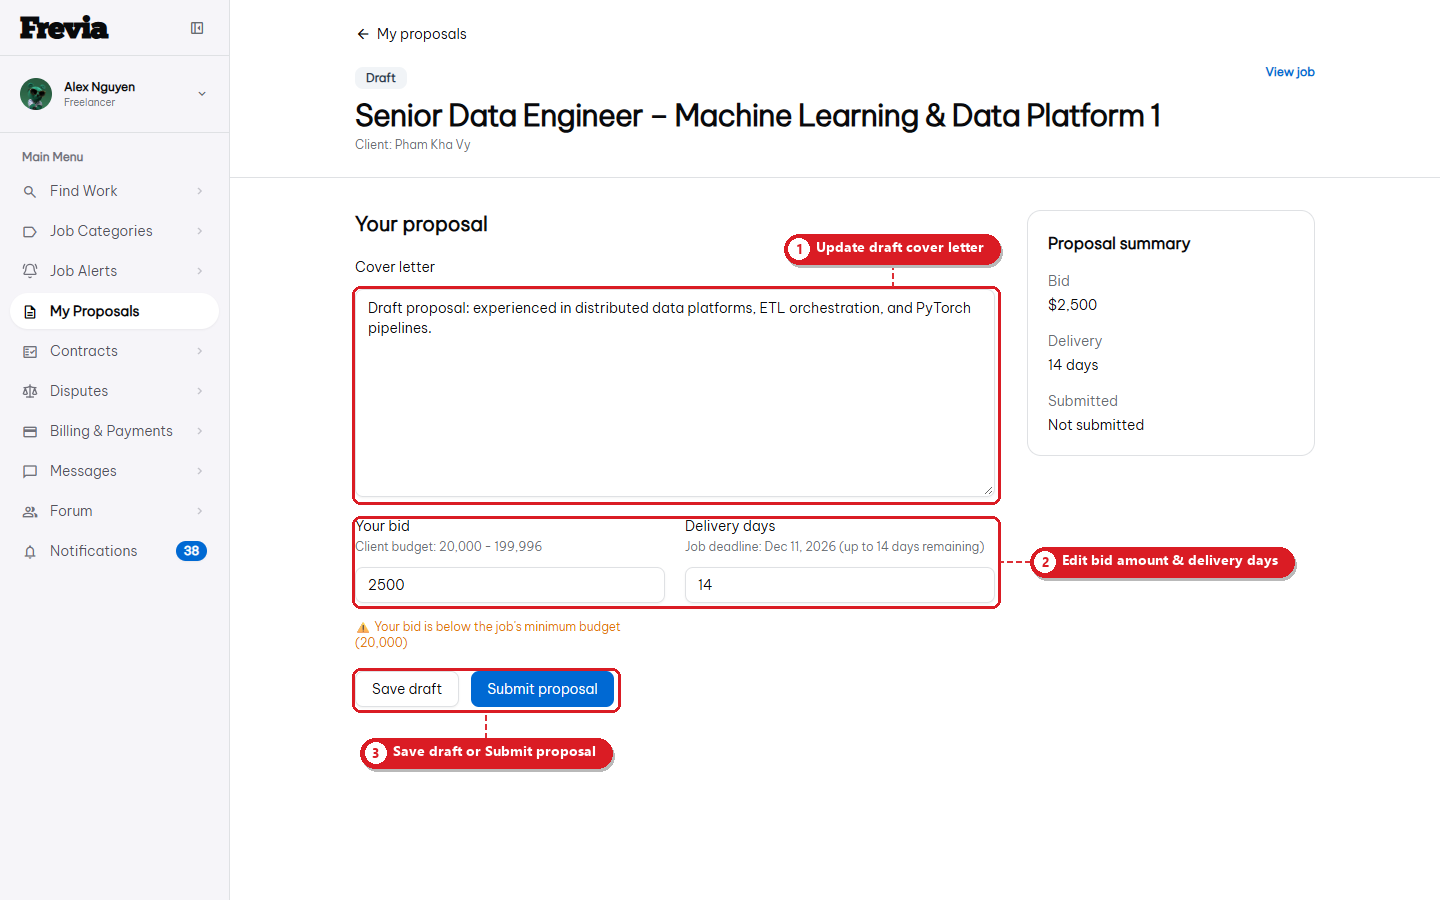 Frevia
Alex Nguyen
Freelancer
Main Menu
Find Work
Job Categories
Job Alerts
My Proposals
Contracts
Disputes
Billing & Payments
Messages
Forum
Notifications
38
My proposals
Draft
View job
Senior Data Engineer – Machine Learning & Data Platform 1
Client: Pham Kha Vy
Your proposal
1 Update draft cover letter
Cover letter
Draft proposal: experienced in distributed data platforms, ETL orchestration, and PyTorch
pipelines.
Your bid
Client budget: 20,000 - 199,996
2500
Delivery days
Job deadline: Dec 11, 2026 (up to 14 days remaining)
14
2 Edit bid amount & delivery days
Your bid is below the job's minimum budget
(20,000)
Save draft
Submit proposal
3 Save draft or Submit proposal
Proposal summary
Bid
$2,500
Delivery
14 days
Submitted
Not submitted